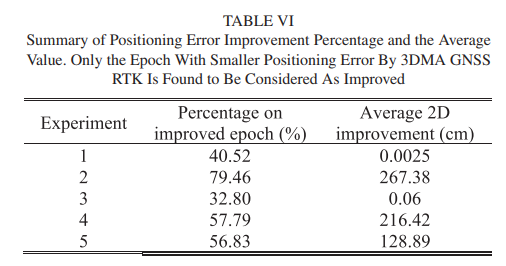 TABLE VI
Summary of Positioning Error Improvement Percentage and the Average
Value. Only the Epoch With Smaller Positioning Error By 3DMA GNSS
RTK Is Found to Be Considered As Improved
Experiment Percentage on improved epoch (%) Average 2D improvement (cm)
1 40.52 0.0025
2 79.46 267.38
3 32.80 0.06
4 57.79 216.42
5 56.83 128.89